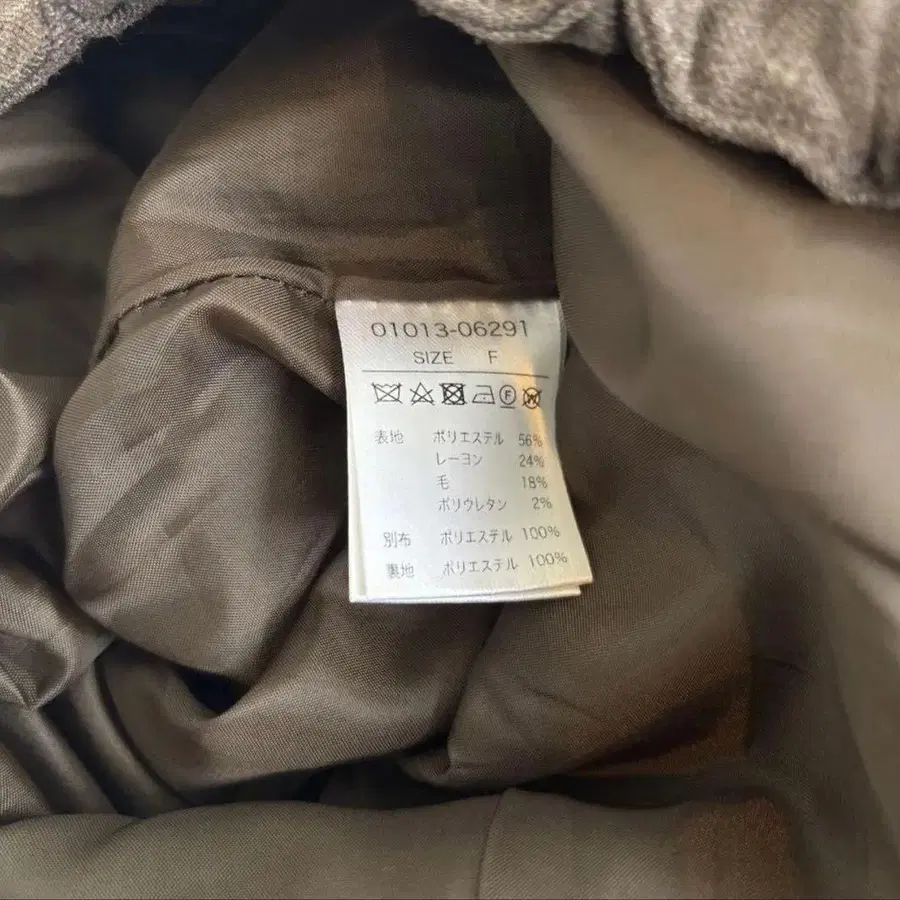 01013-06291
SIZE F
表地 ポリエステル 56%
レーヨン 24%
毛 18%
ポリウレタン 2%
別布 ポリエステル 100%
裏地 ポリエステル 100%